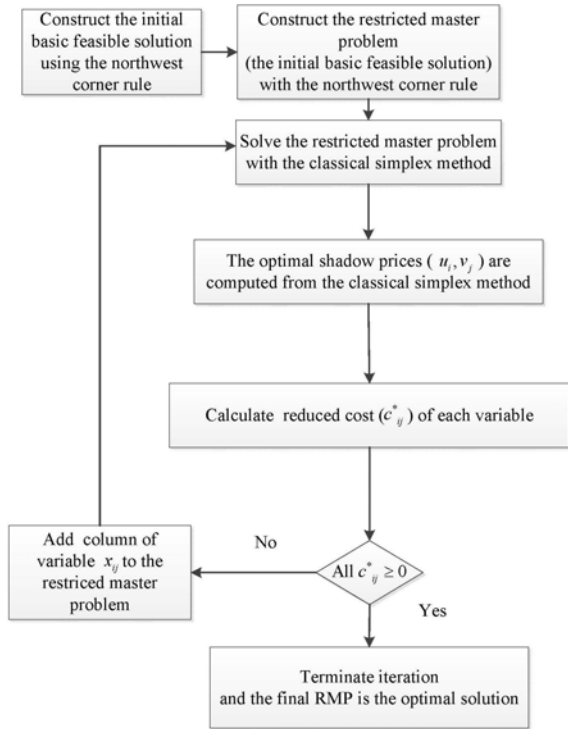 Construct the initial
basic feasible solution
using the northwest
corner rule
Construct the restricted master
problem
(the initial basic feasible solution)
with the northwest corner rule
Solve the restricted master problem
with the classical simplex method
The optimal shadow prices ( u_i, v_j ) are
computed from the classical simplex method
Calculate reduced cost (c*_ij) of each variable
No
Add column of
variable x_ij to the
restriced master
problem
All c*_ij ≥ 0
Yes
Terminate iteration
and the final RMP is the optimal solution